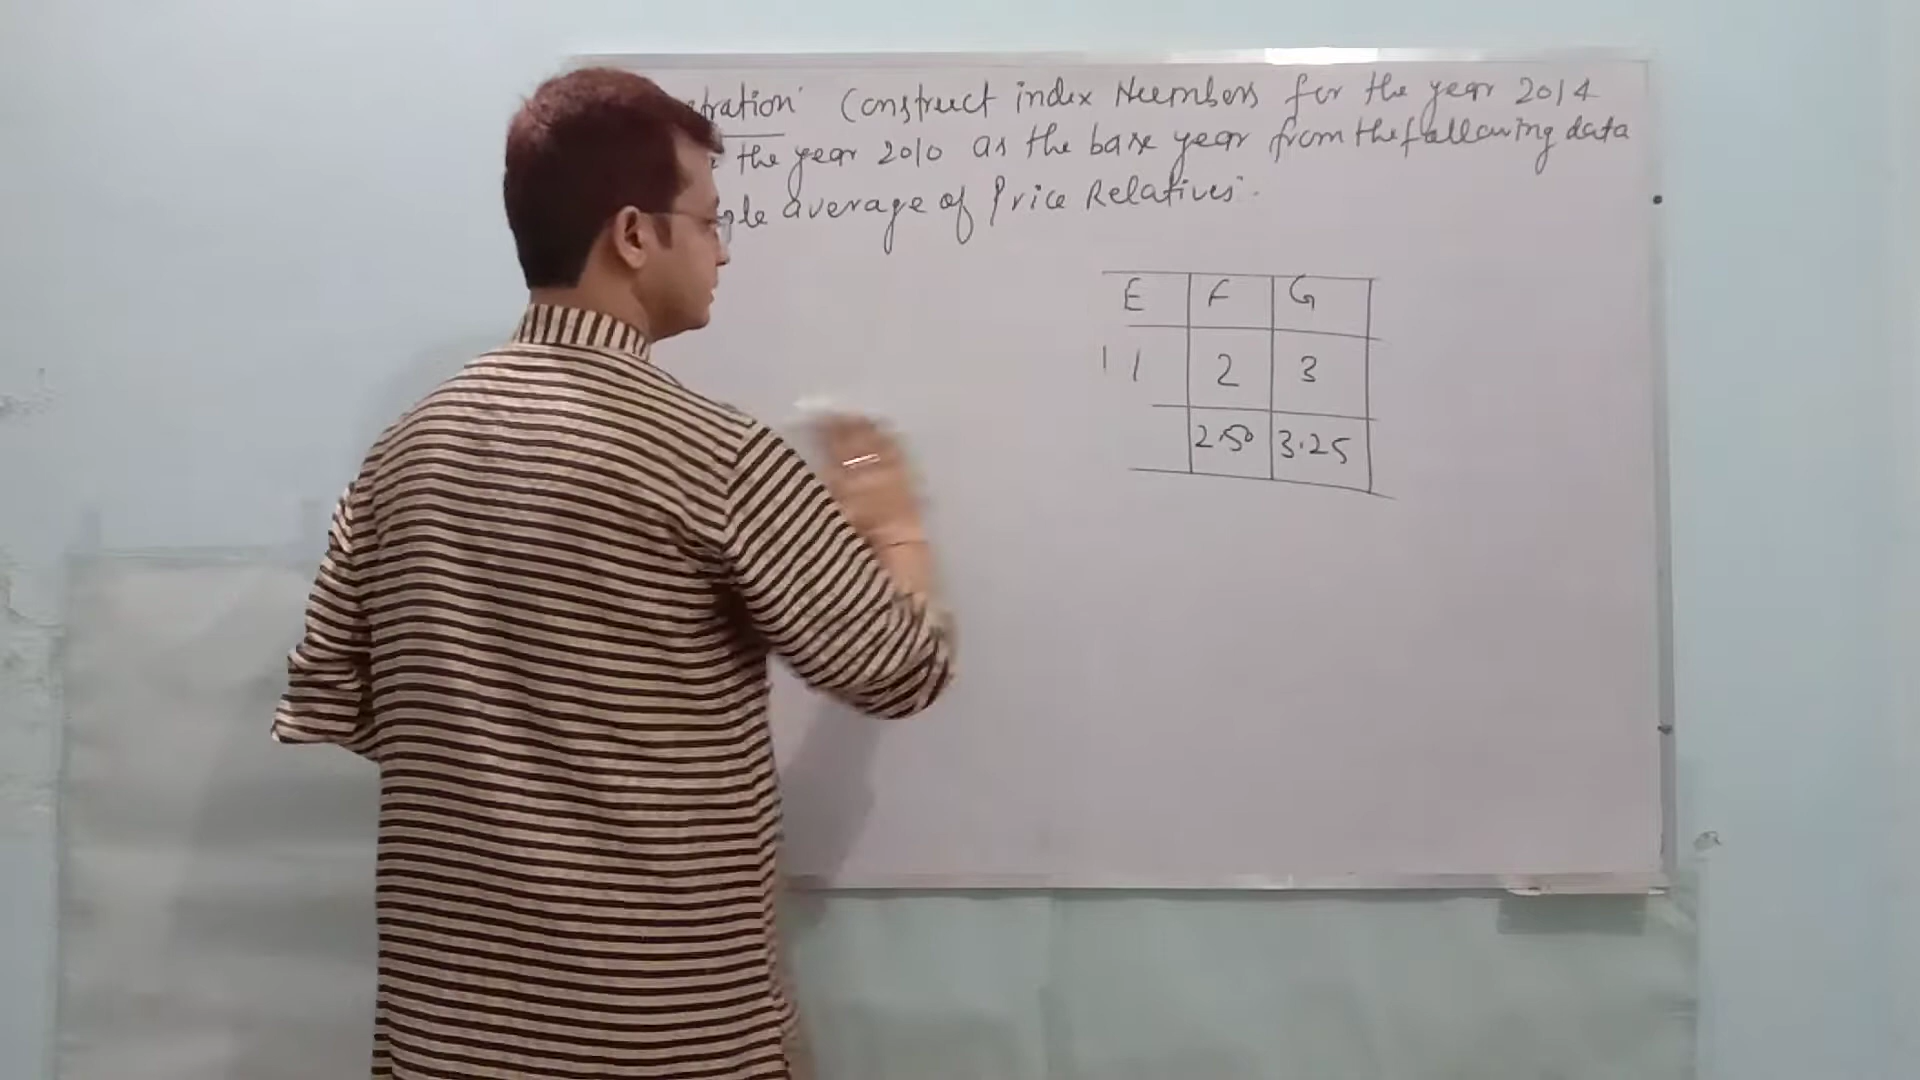 Construct index Numbers for the year 2014
the year 2010 as the base year from the following data
average of Price Relatives.
E F G
1 2 3
2.50 3.25